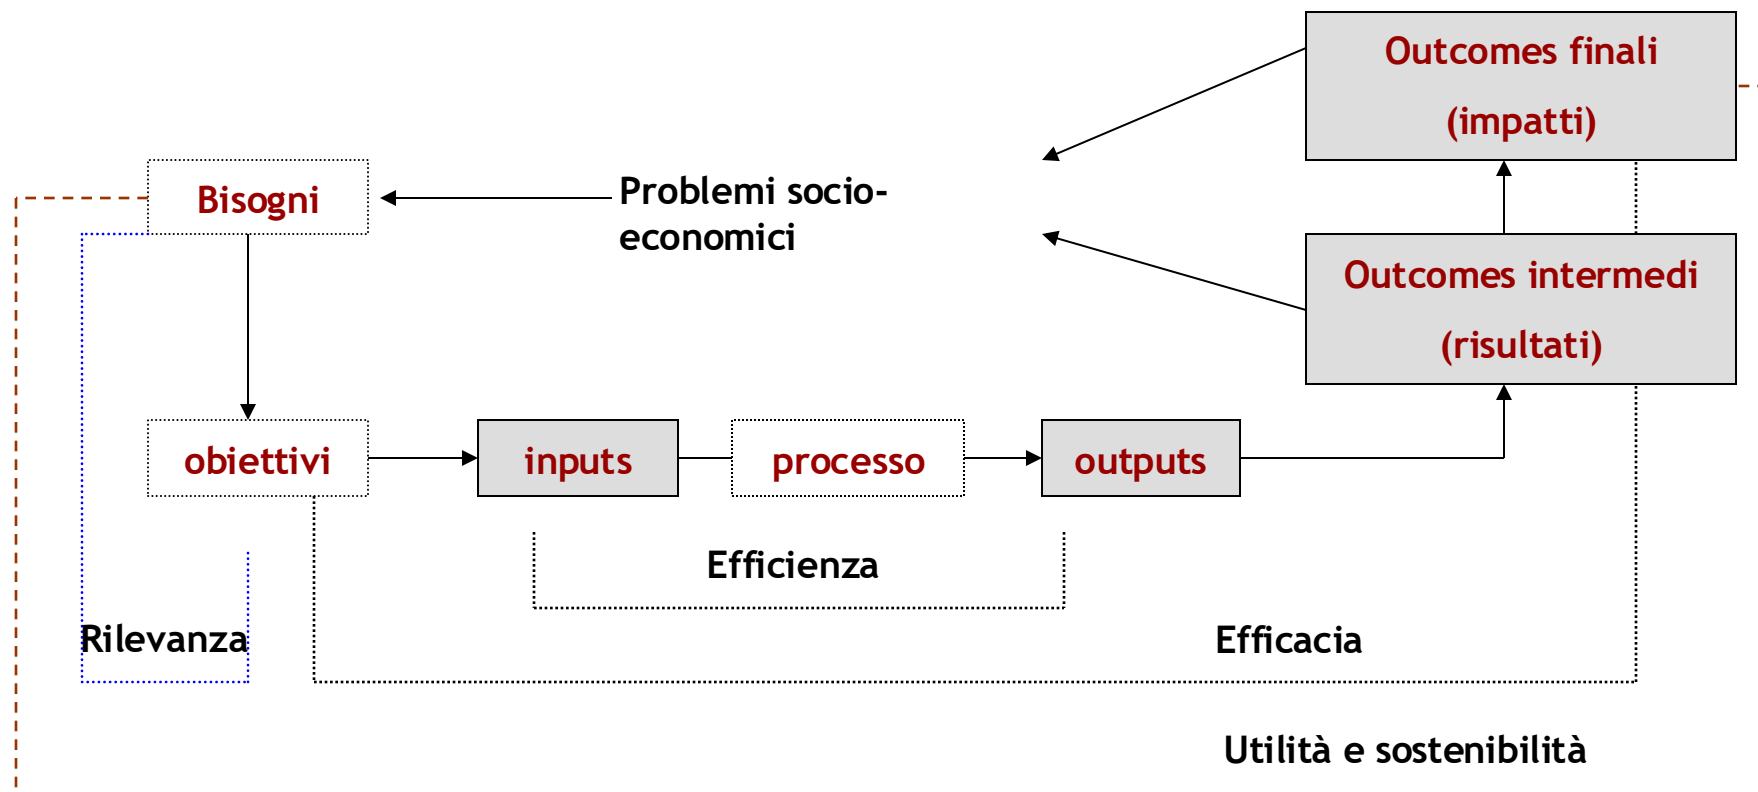 Outcomes finali
(impatti)
Bisogni
Problemi socio-
economici
Outcomes intermedi
(risultati)
obiettivi
inputs
processo
outputs
Efficienza
Rilevanza
Efficacia
Utilità e sostenibilità